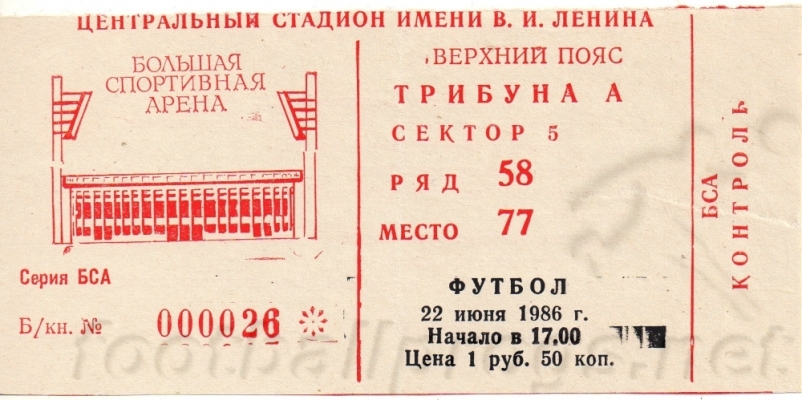 ЦЕНТРАЛЬНЫЙ СТАДИОН ИМЕНИ В. И. ЛЕНИНА
БОЛЬШАЯ
СПОРТИВНАЯ
АРЕНА
Серия БСА
Б/кн. № 000026
ВЕРХНИЙ ПОЯС
ТРИБУНА А
СЕКТОР 5
РЯД 58
МЕСТО 77
ФУТБОЛ
22 июня 1986 г.
Начало в 17.00
Цена 1 руб. 50 коп.
БСА
КОНТРОЛЬ